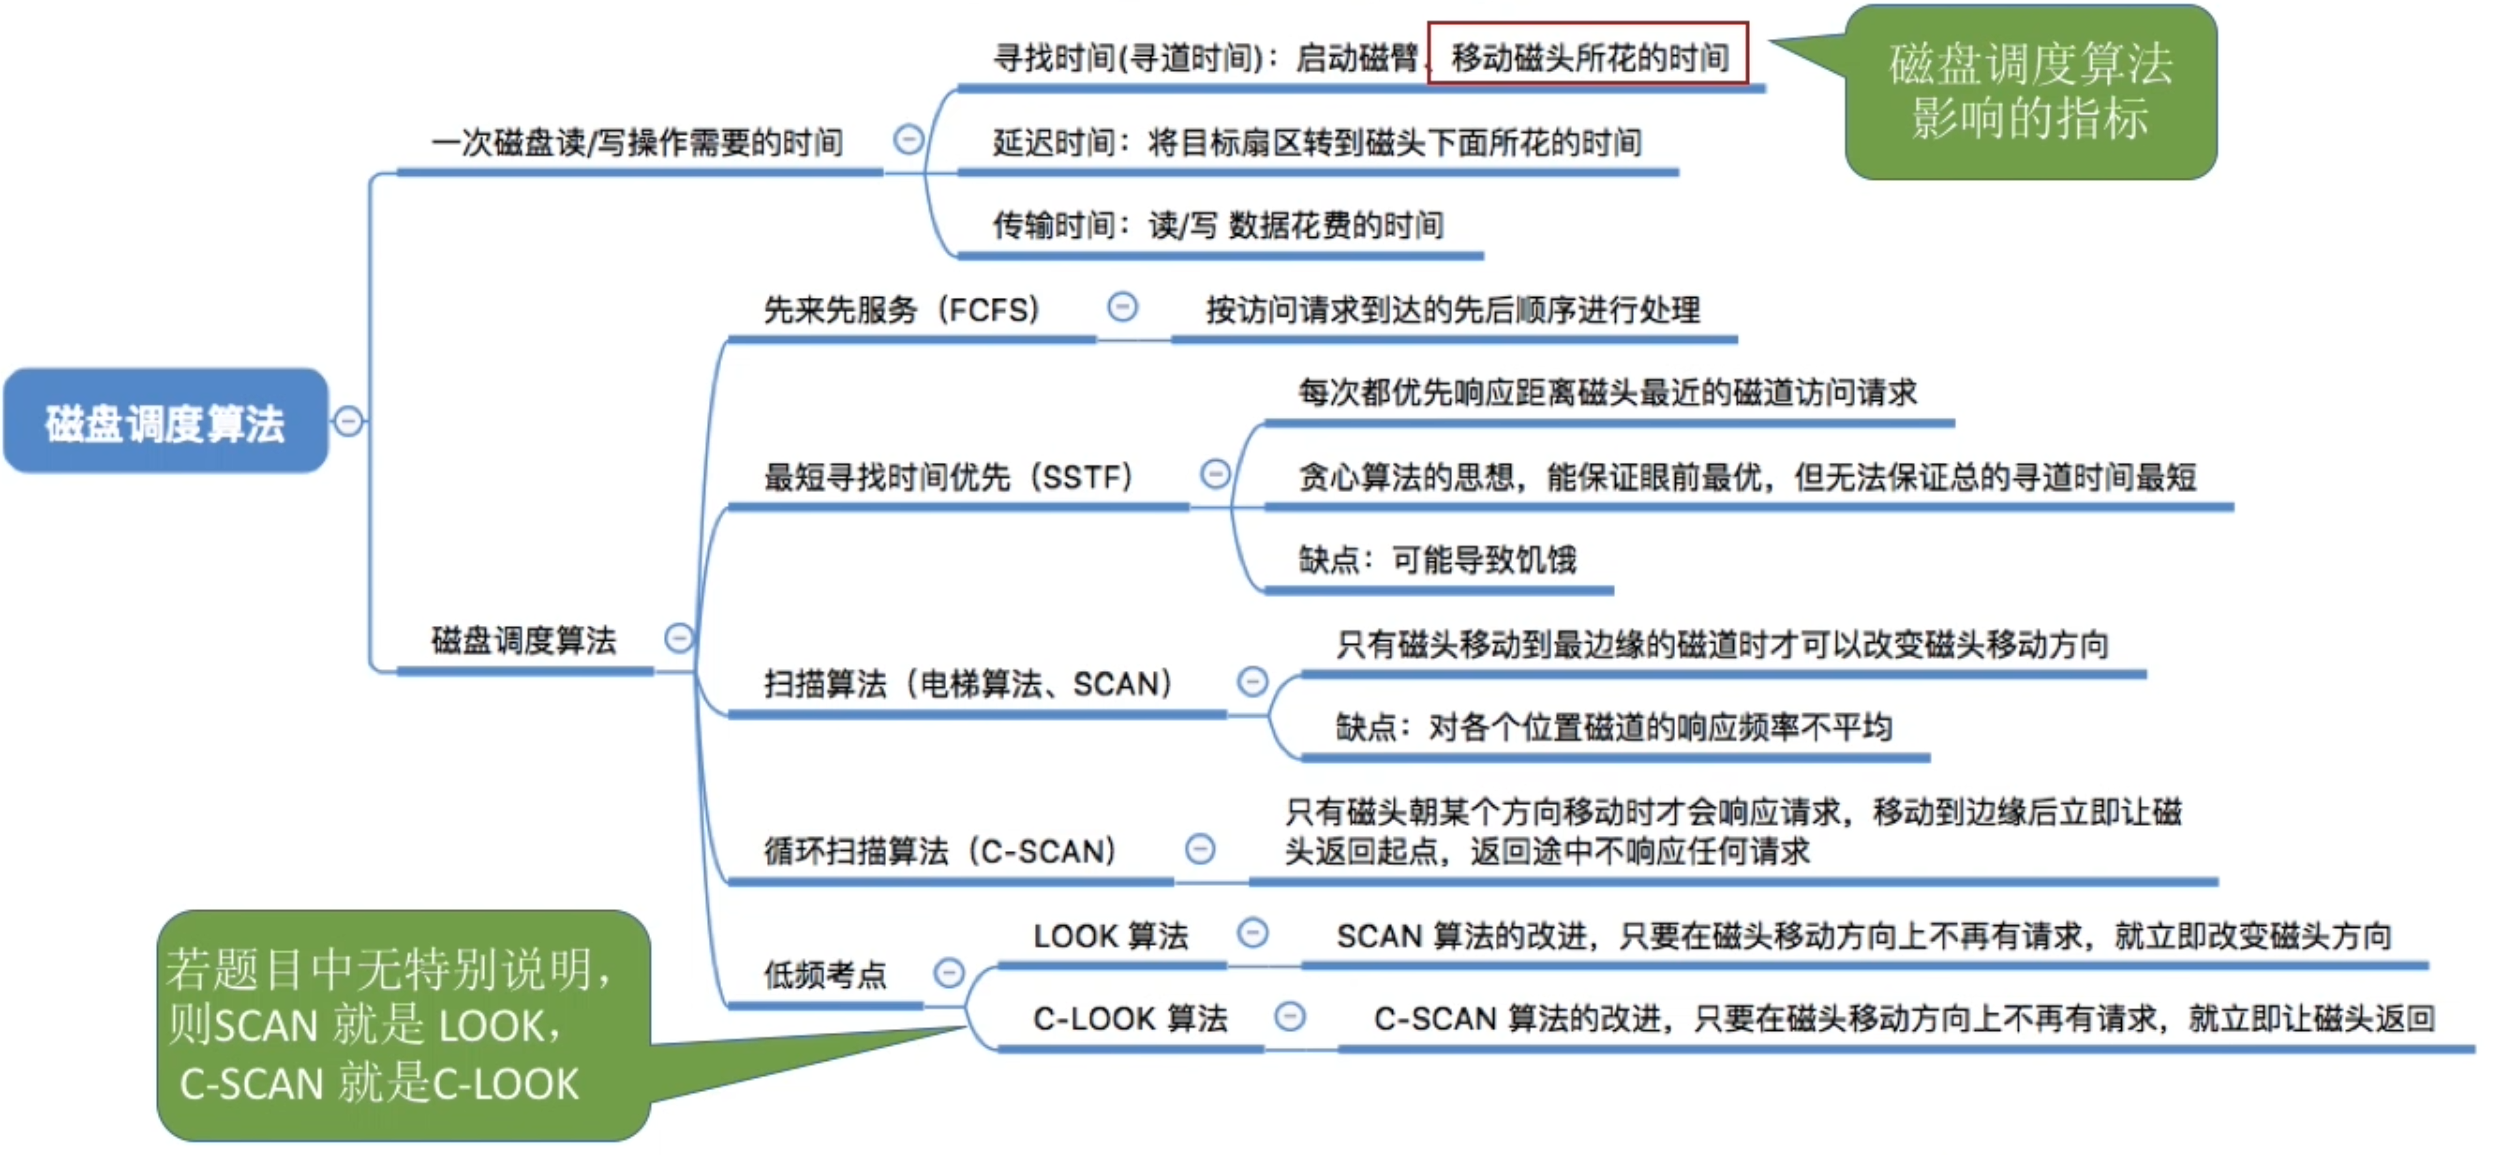 寻找时间(寻道时间)：启动磁臂、移动磁头所花的时间
磁盘调度算法
影响的指标
一次磁盘读/写操作需要的时间
延迟时间：将目标扇区转到磁头下面所花的时间
传输时间：读/写 数据花费的时间
先来先服务（FCFS）
按访问请求到达的先后顺序进行处理
每次都优先响应距离磁头最近的磁道访问请求
磁盘调度算法
最短寻找时间优先（SSTF）
贪心算法的思想，能保证眼前最优，但无法保证总的寻道时间最短
缺点：可能导致饥饿
磁盘调度算法
只有磁头移动到最边缘的磁道时才可以改变磁头移动方向
扫描算法（电梯算法、SCAN）
缺点：对各个位置磁道的响应频率不平均
只有磁头朝某个方向移动时才会响应请求，移动到边缘后立即让磁
头返回起点，返回途中不响应任何请求
循环扫描算法（C-SCAN）
LOOK 算法
SCAN 算法的改进，只要在磁头移动方向上不再有请求，就立即改变磁头方向
低频考点
C-LOOK 算法
C-SCAN 算法的改进，只要在磁头移动方向上不再有请求，就立即让磁头返回
若题目中无特别说明，
则SCAN 就是 LOOK，
C-SCAN 就是C-LOOK